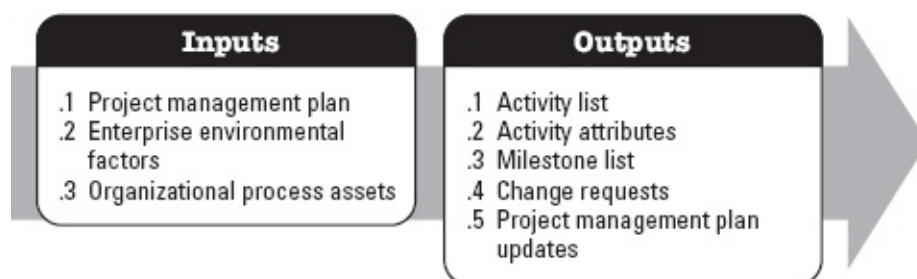 Inputs
.1 Project management plan
.2 Enterprise environmental
factors
.3 Organizational process assets
Outputs
.1 Activity list
.2 Activity attributes
.3 Milestone list
.4 Change requests
.5 Project management plan
updates